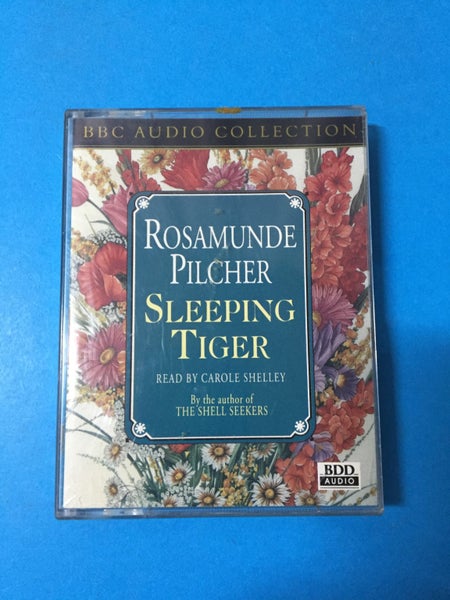 BBC AUDIO COLLECTION
ROSAMUNDE
PILCHER
SLEEPING
TIGER
READ BY CAROLE SHELLEY
By the author of
THE SHELL SEEKERS
BDD
AUDIO